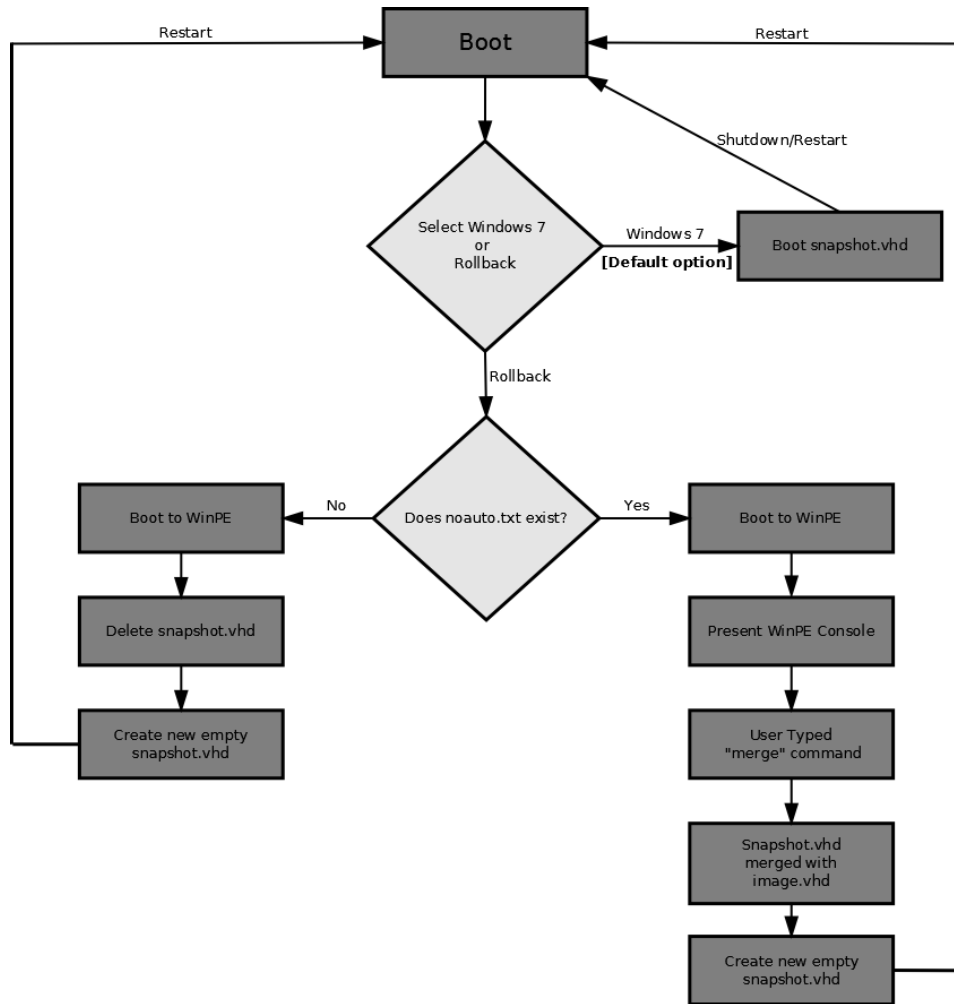 Restart
Boot
Restart
Shutdown/Restart
Select Windows 7
or
Rollback
Windows 7
[Default option]
Boot snapshot.vhd
Rollback
Boot to WinPE
No
Does noauto.txt exist?
Yes
Boot to WinPE
Delete snapshot.vhd
Present WinPE Console
Create new empty
snapshot.vhd
User Typed
"merge" command
Snapshot.vhd
merged with
image.vhd
Create new empty
snapshot.vhd